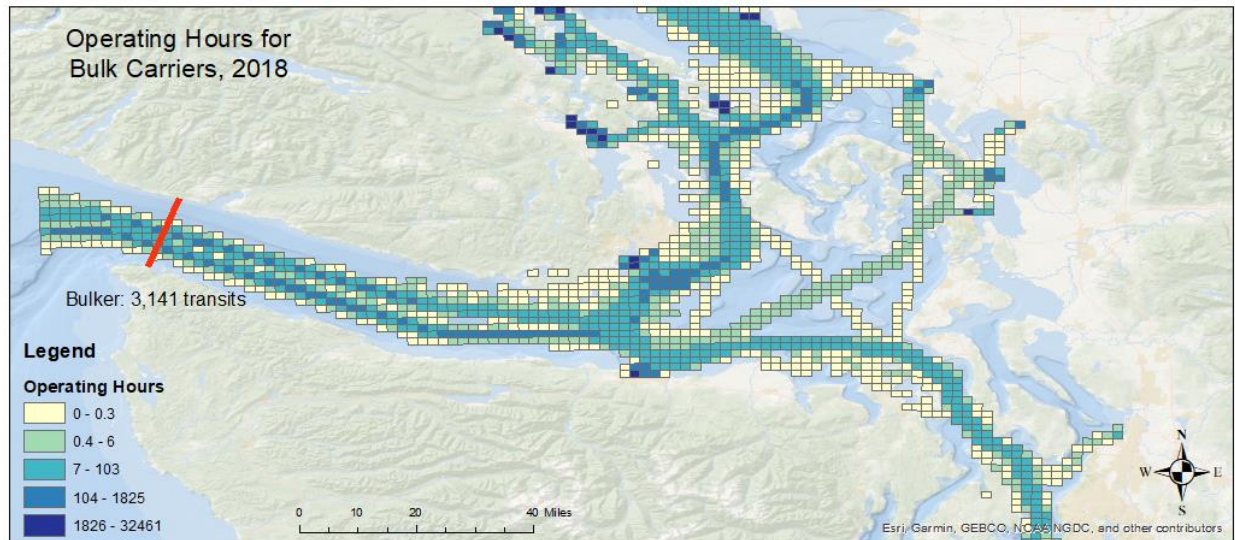 Operating Hours for
Bulk Carriers, 2018
Bulker: 3,141 transits
Legend
Operating Hours
0 - 0.3
0.4 - 6
7 - 103
104 - 1825
1826 - 32461
0 10 20 40 Miles
N
W E
S
Esri, Garmin, GEBCO, NOAA NGDC, and other contributors